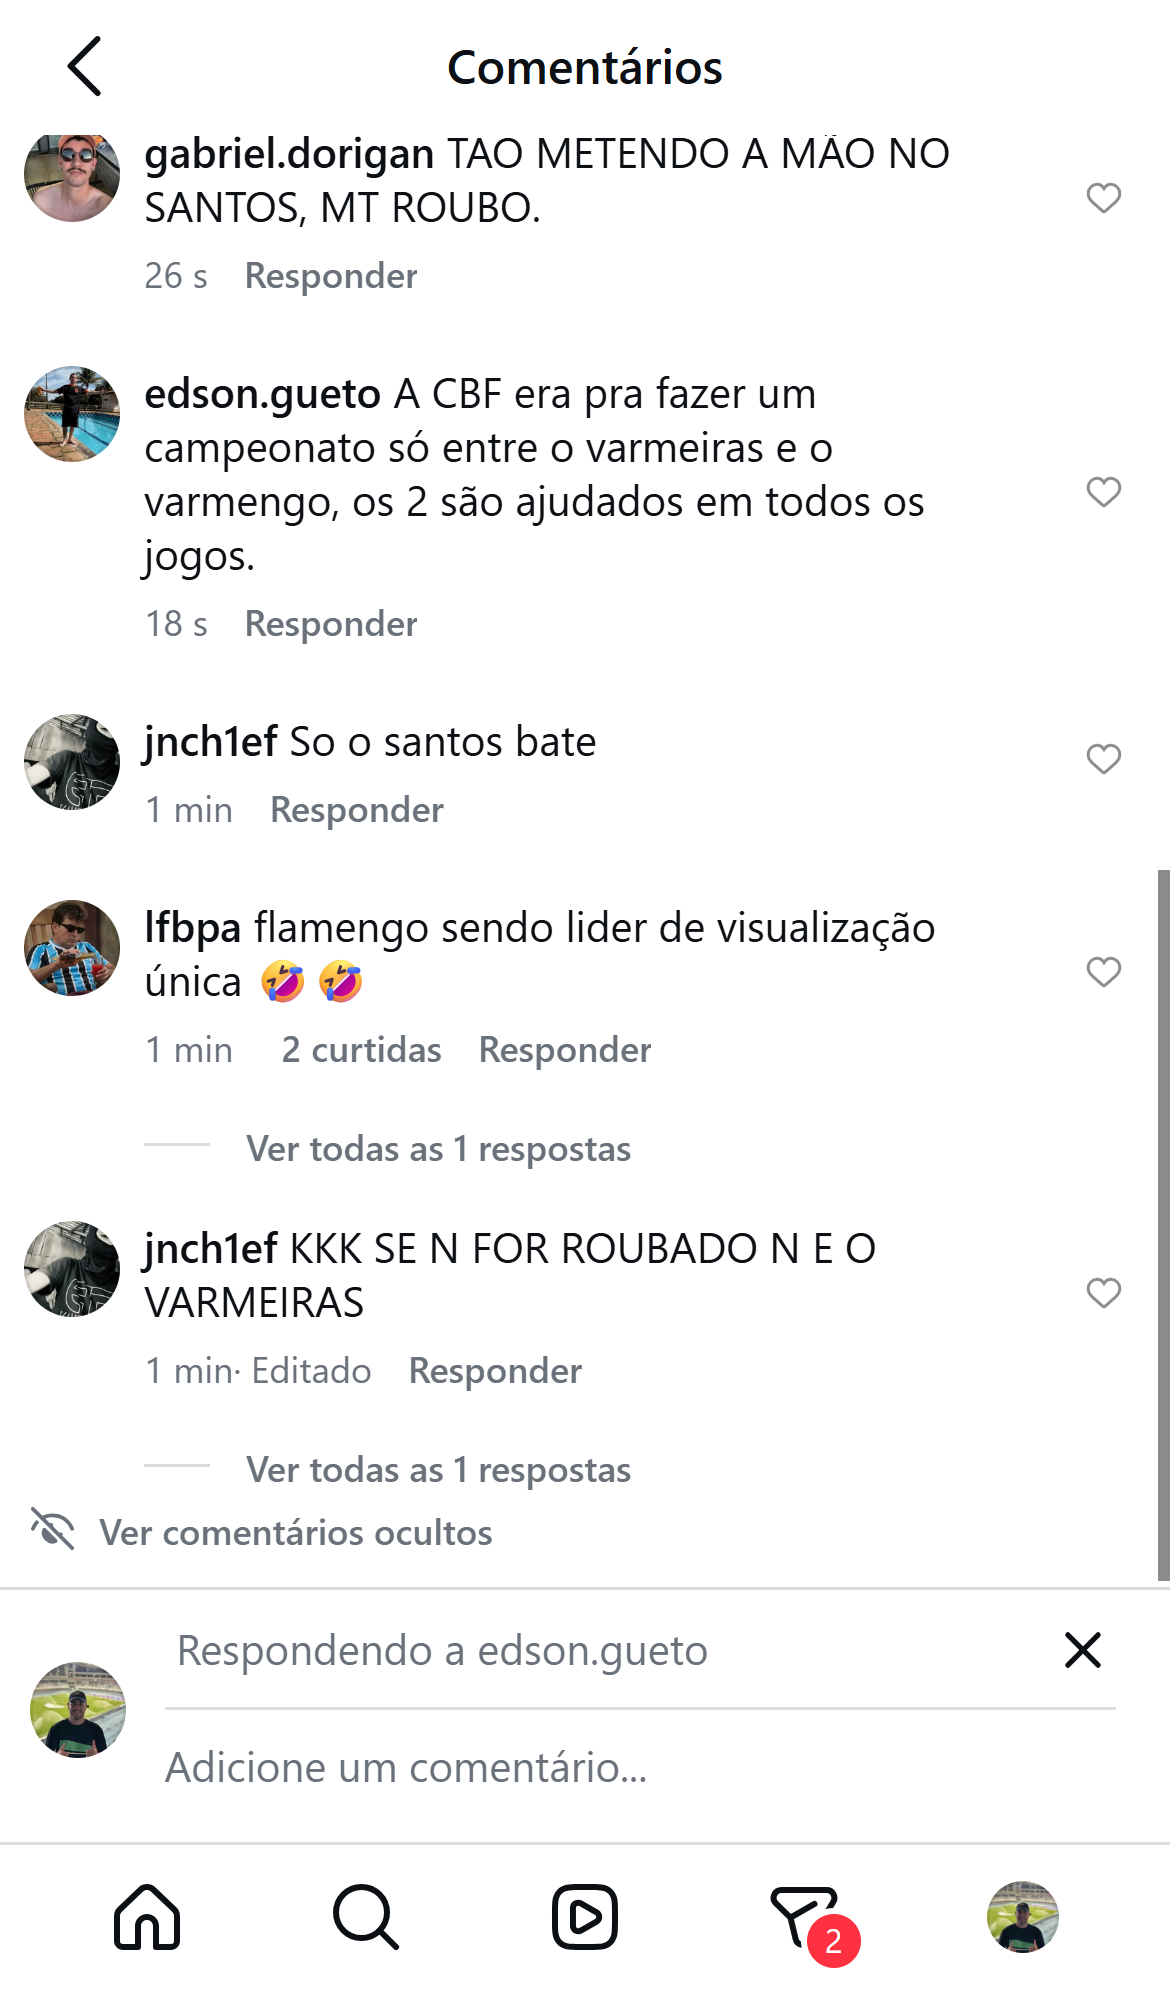 Comentários
gabriel.dorigan TAO METENDO A MÃO NO
SANTOS, MT ROUBO.
26 s Responder
edson.gueto A CBF era pra fazer um
campeonato só entre o varmeiras e o
varmengo, os 2 são ajudados em todos os
jogos.
18 s Responder
jnch1ef So o santos bate
1 min Responder
lfbpa flamengo sendo lider de visualização
única 🤣🤣
1 min 2 curtidas Responder
Ver todas as 1 respostas
jnch1ef KKK SE N FOR ROUBADO N E O
VARMEIRAS
1 min· Editado Responder
Ver todas as 1 respostas
Ver comentários ocultos
Respondendo a edson.gueto
Adicione um comentário...
2